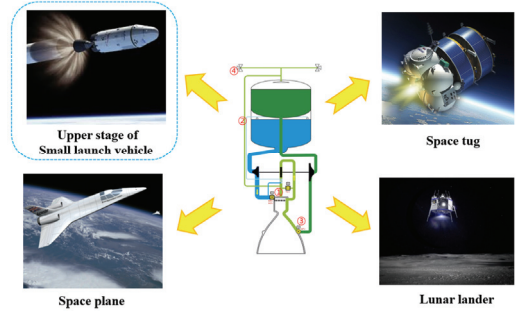 ④
②
①
③
Upper stage of
Small launch vehicle
Space tug
Space plane
Lunar lander